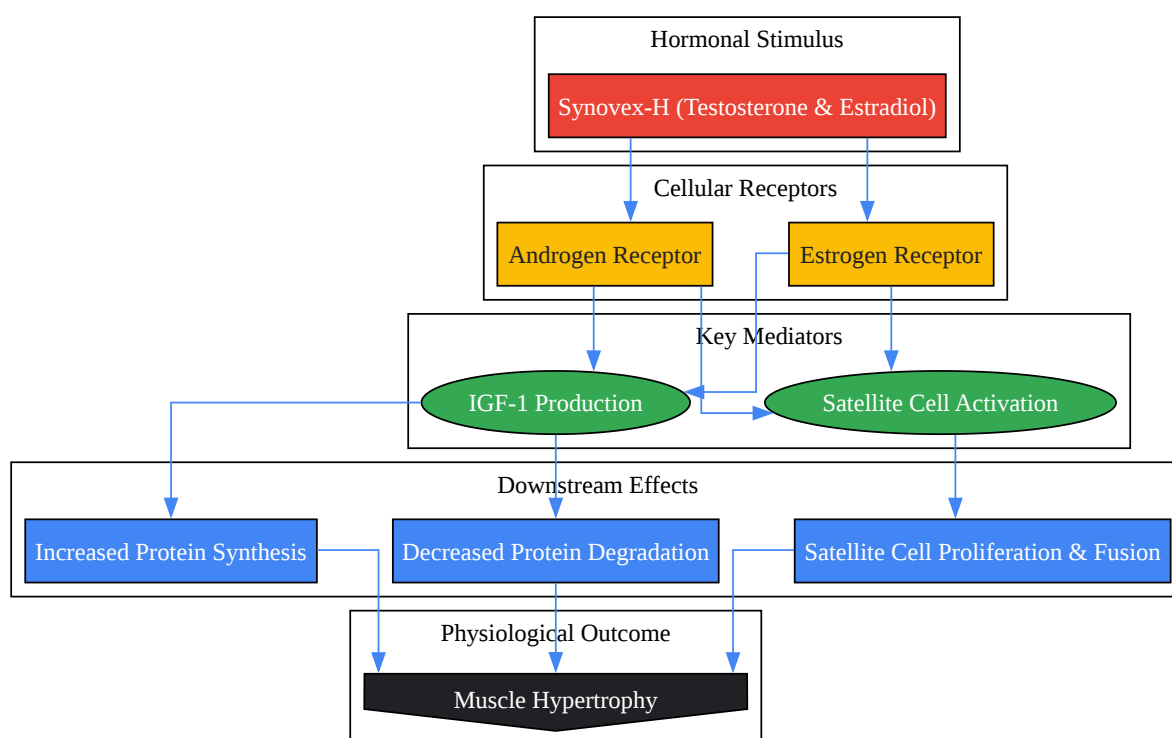 Hormonal Stimulus
Synovex-H (Testosterone & Estradiol)
Cellular Receptors
Androgen Receptor
Estrogen Receptor
Key Mediators
IGF-1 Production
Satellite Cell Activation
Downstream Effects
Increased Protein Synthesis
Decreased Protein Degradation
Satellite Cell Proliferation & Fusion
Physiological Outcome
Muscle Hypertrophy